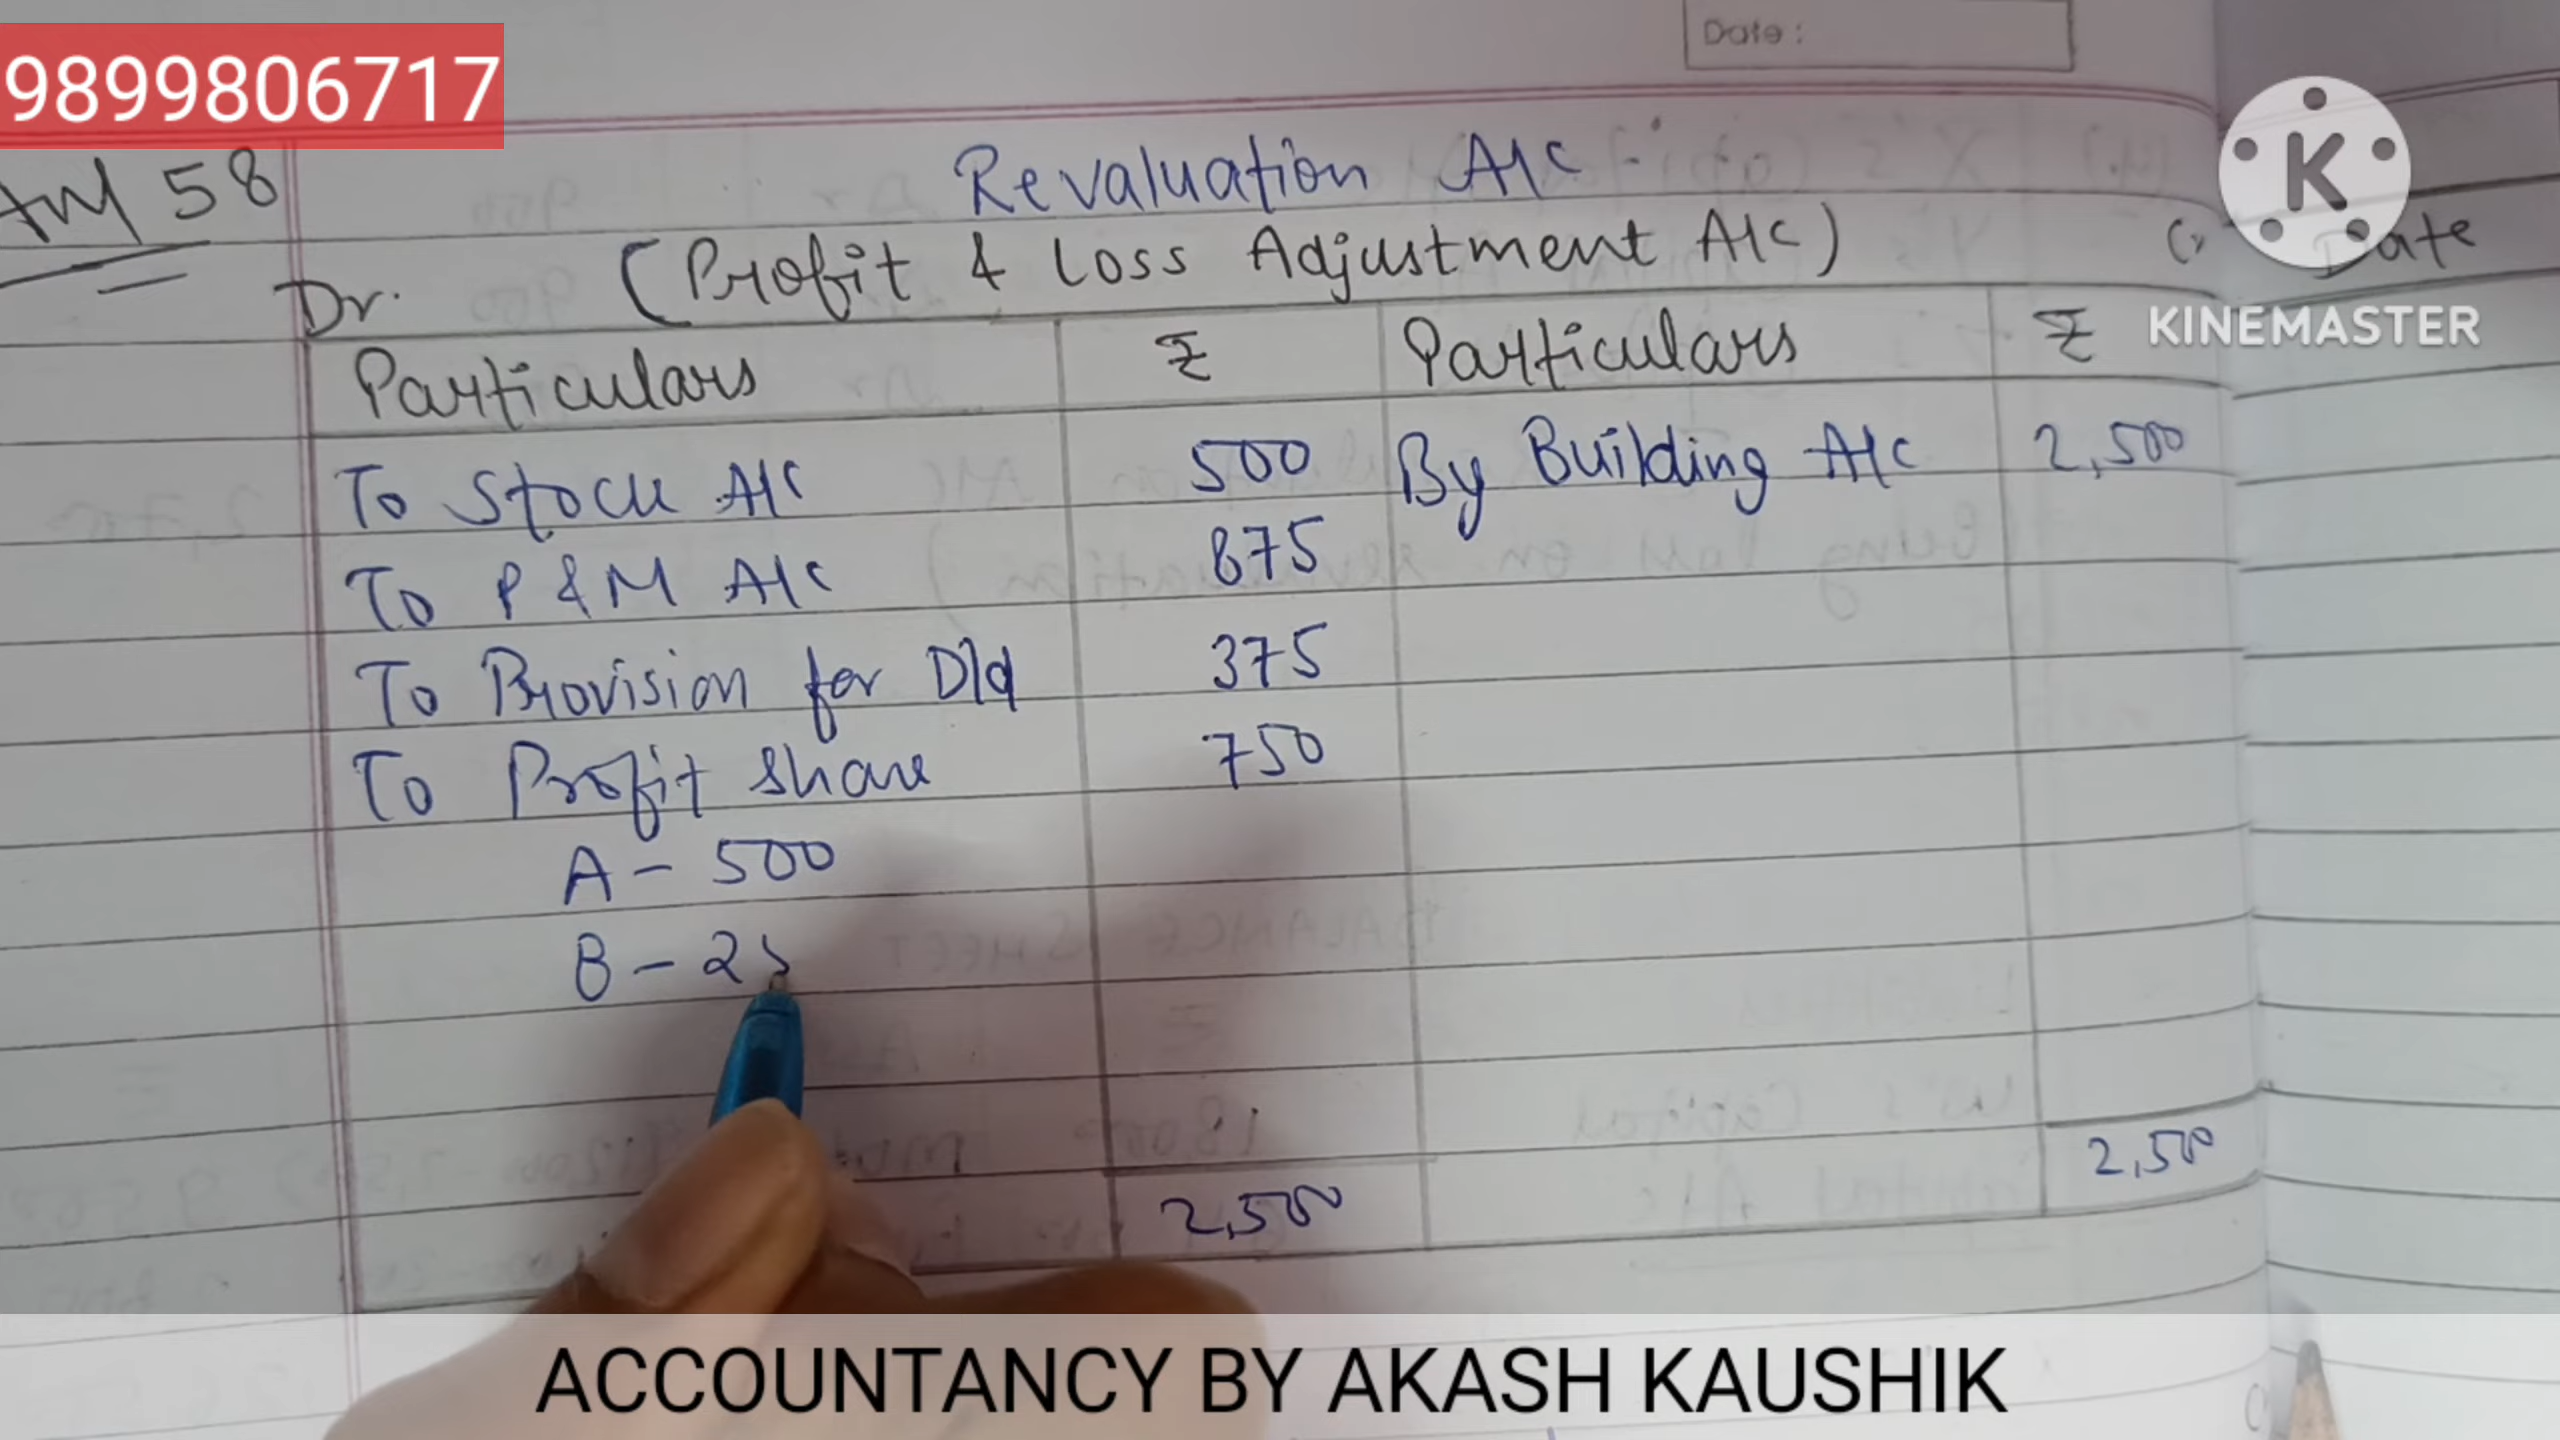 Date :
9899806717
Ans 58
Revaluation A/c
(Profit & Loss Adjustment A/c)
Dr.
Date
KINEMASTER
Particulars ₹ Particulars ₹
To Stock A/c 500 By Building A/c 2,500
To P&M A/c 875
To Provision for D/d 375
To Profit share 750
A - 500
B - 25
2,500 2,500
ACCOUNTANCY BY AKASH KAUSHIK